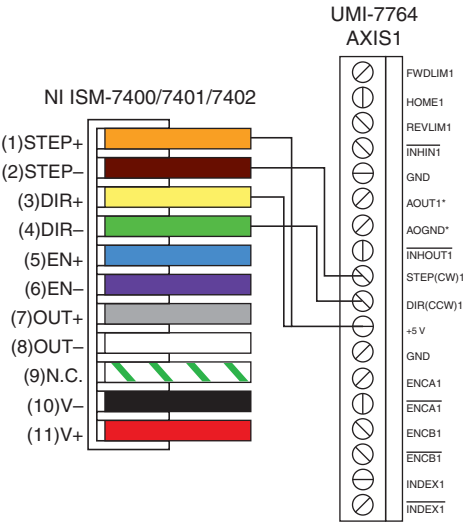 UMI-7764
AXIS1
NI ISM-7400/7401/7402
(1)STEP+
(2)STEP–
(3)DIR+
(4)DIR–
(5)EN+
(6)EN–
(7)OUT+
(8)OUT–
(9)N.C.
(10)V–
(11)V+
FWDLIM1
HOME1
REVLIM1
INHIN1
GND
AOUT1*
AOGND*
INHOUT1
STEP(CW)1
DIR(CCW)1
+5 V
GND
ENCA1
ENCA1
ENCB1
ENCB1
INDEX1
INDEX1